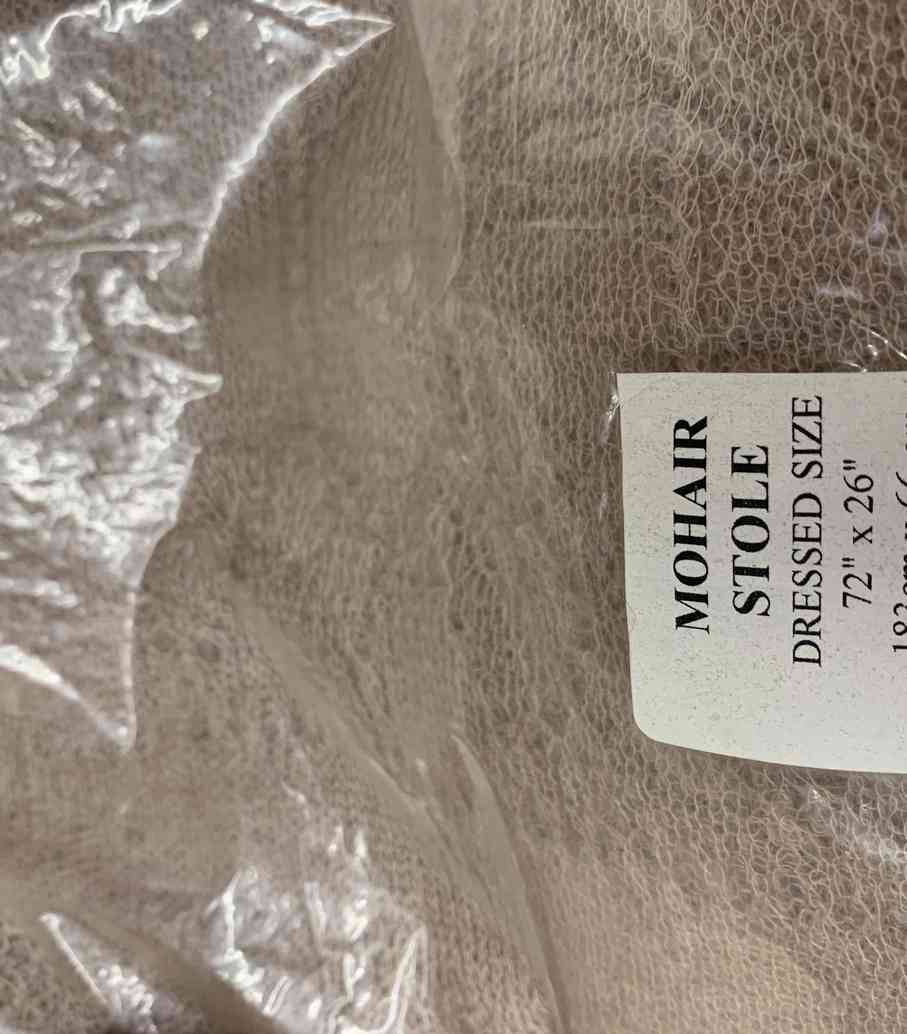 MOHAIR
STOLE
DRESSED SIZE
72" x 26"